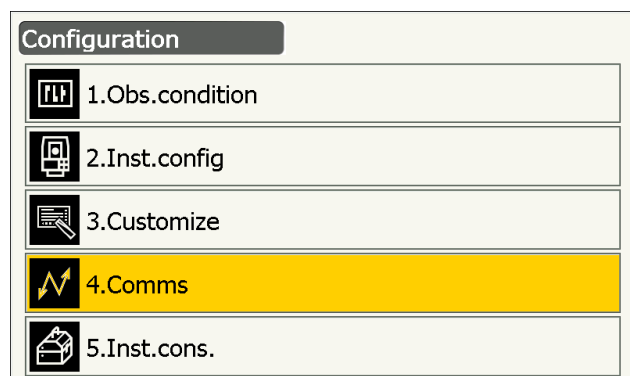 Configuration
1.Obs.condition
2.Inst.config
3.Customize
4.Comms
5.Inst.cons.